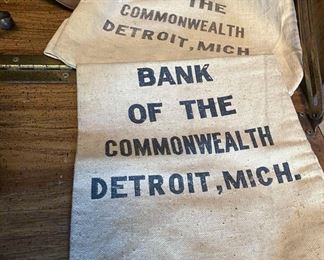 THE
COMMONWEALTH
DETROIT, MICH
BANK
OF THE
COMMONWEALTH
DETROIT, MICH.